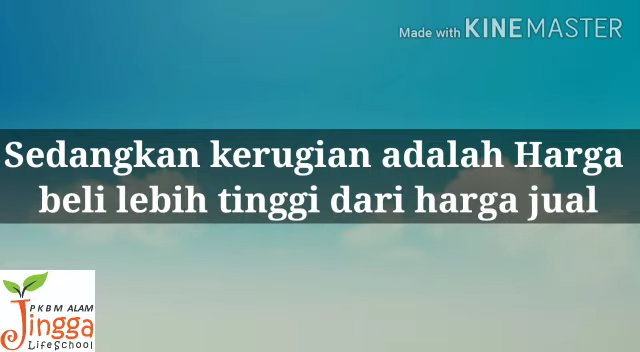 Made with KINEMASTER
Sedangkan kerugian adalah Harga
beli lebih tinggi dari harga jual
PKBM ALAM
Jingga
LifeSchool